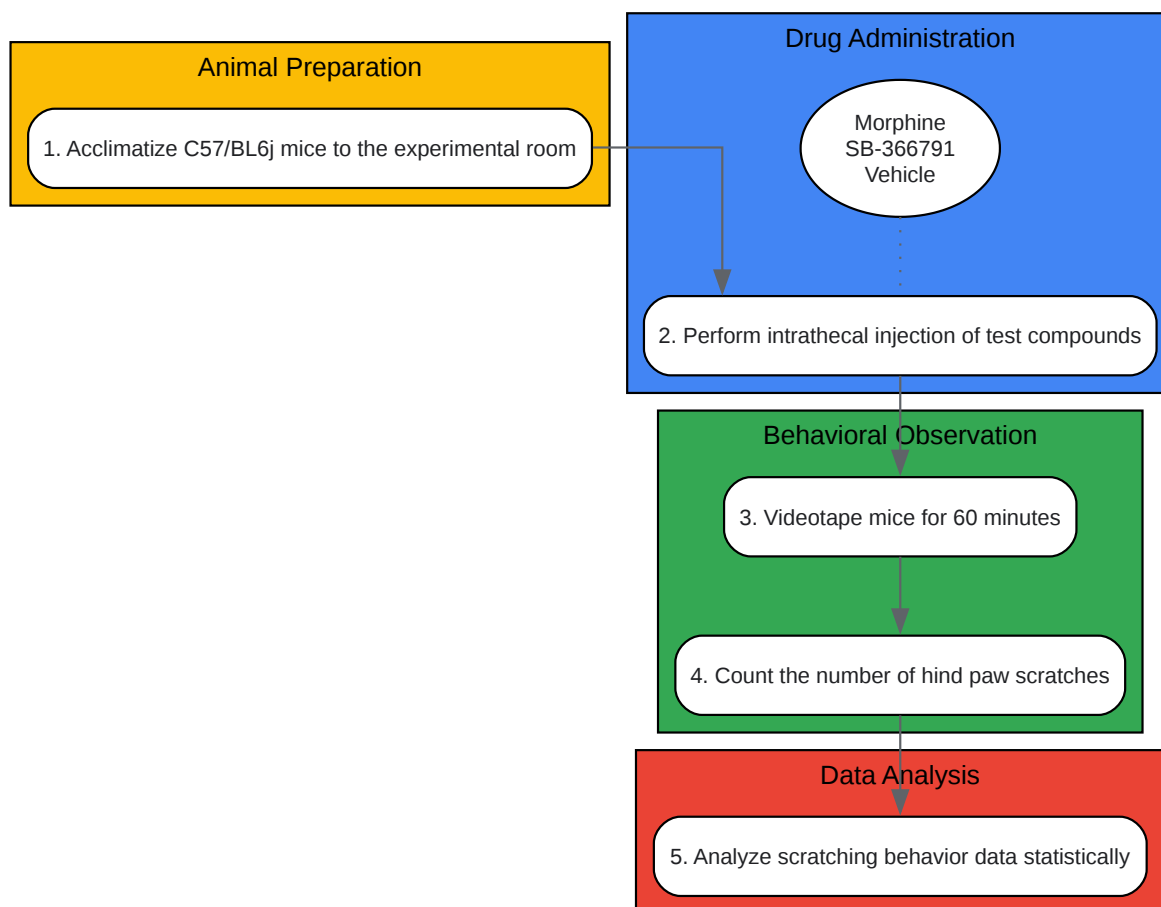 Animal Preparation
1. Acclimatize C57/BL6j mice to the experimental room
Drug Administration
Morphine
SB-366791
Vehicle
2. Perform intrathecal injection of test compounds
Behavioral Observation
3. Videotape mice for 60 minutes
4. Count the number of hind paw scratches
Data Analysis
5. Analyze scratching behavior data statistically